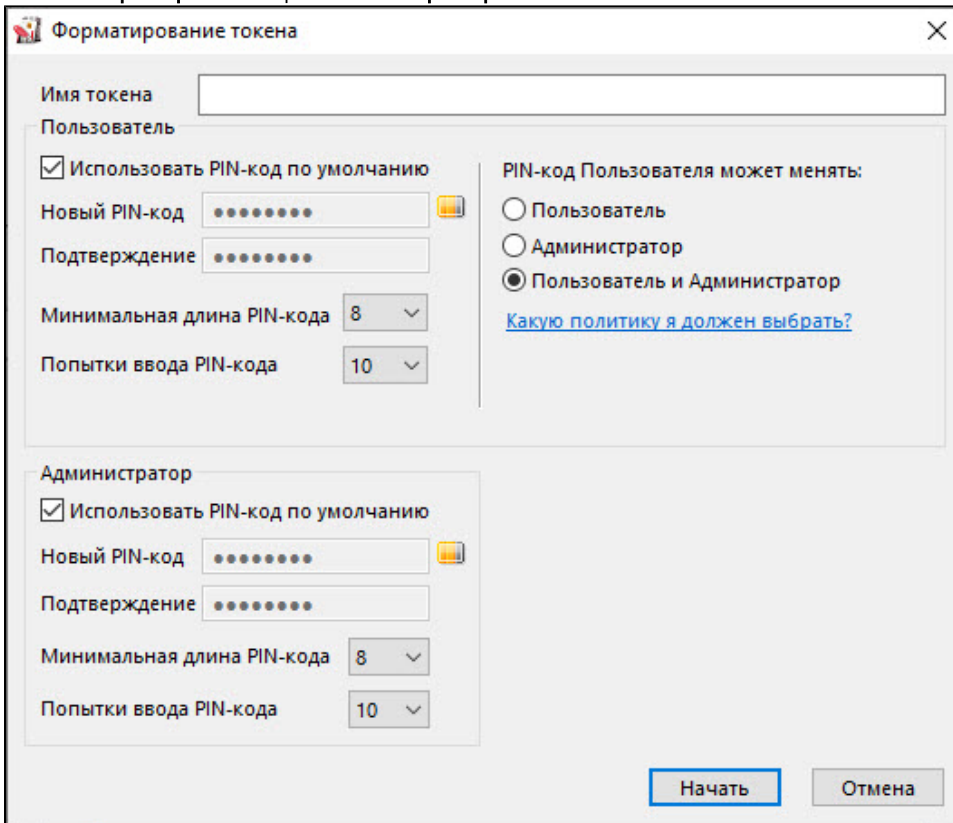 Форматирование токена
Имя токена
Пользователь
Использовать PIN-код по умолчанию
Новый PIN-код ●●●●●●●●
Подтверждение ●●●●●●●●
Минимальная длина PIN-кода 8
Попытки ввода PIN-кода 10
PIN-код Пользователя может менять:
Пользователь
Администратор
Пользователь и Администратор
Какую политику я должен выбрать?
Администратор
Использовать PIN-код по умолчанию
Новый PIN-код ●●●●●●●●
Подтверждение ●●●●●●●●
Минимальная длина PIN-кода 8
Попытки ввода PIN-кода 10
Начать Отмена